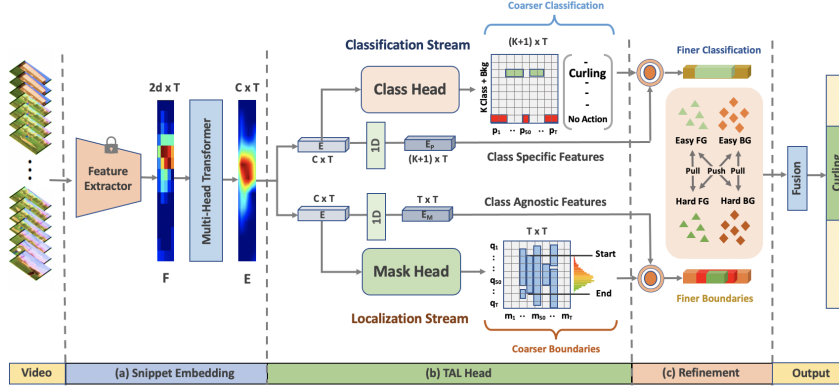 Coarser Classification
Classification Stream
(K+1) x T
Finer Classification
2d x T
C x T
K Class + Bkg
Class Head
Curling
No Action
p1 .. p50 .. pT
Feature
Extractor
Multi-Head Transformer
E
C x T
1D
EP
(K+1) x T
Class Specific Features
Easy FG Easy BG
Pull Push Pull
Hard FG Hard BG
Fusion
Curling
C x T
E
1D
T x T
EM
Class Agnostic Features
T x T
Mask Head
q1
q50
qT
Start
End
m1 .. m50 .. mT
F
E
Localization Stream
Coarser Boundaries
Finer Boundaries
Video
(a) Snippet Embedding
(b) TAL Head
(c) Refinement
Output